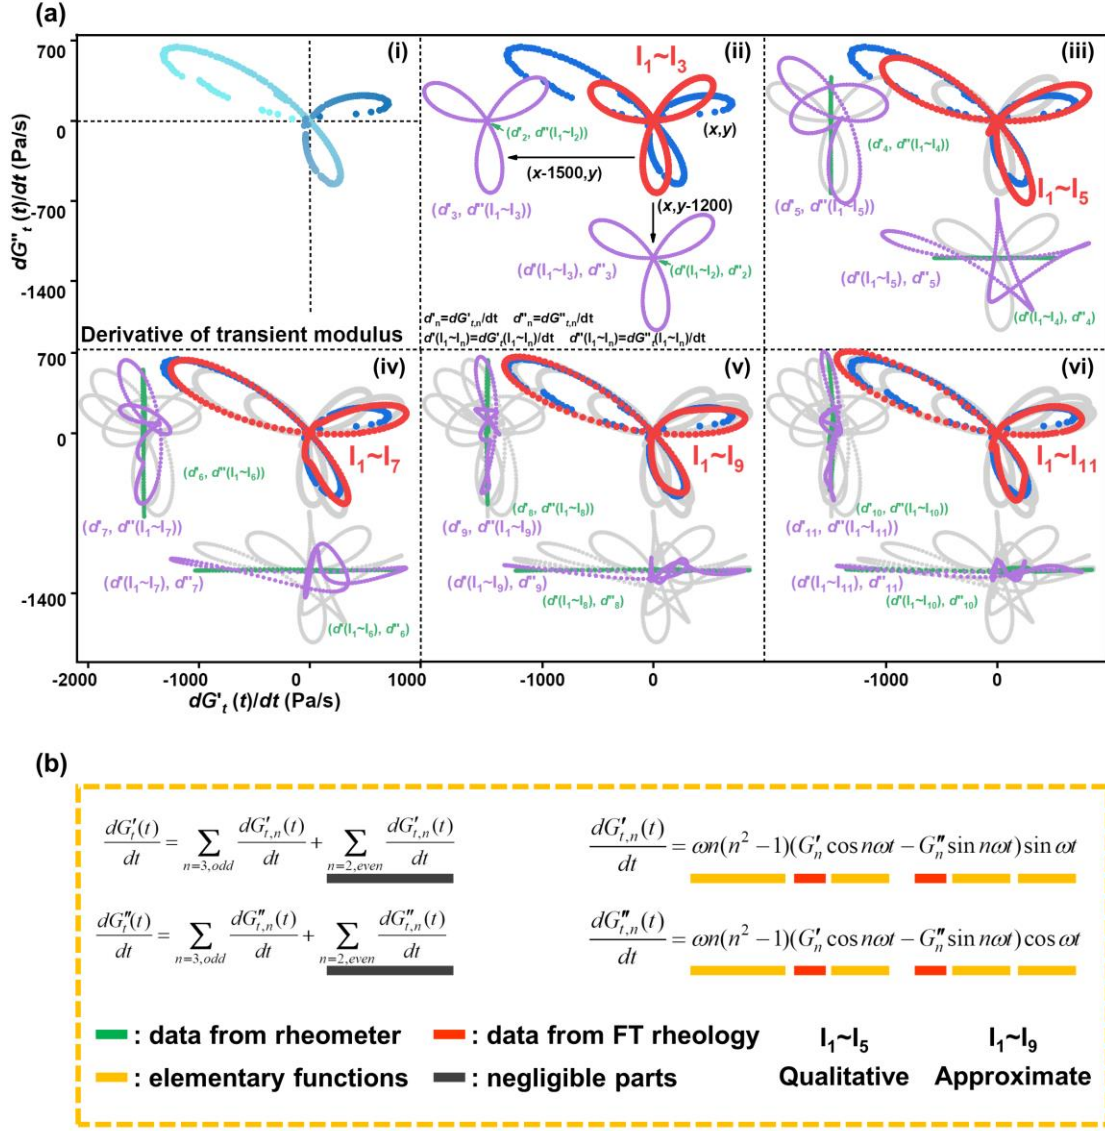 (a)
700
0
-700
-1400
dG''ₜ (t)/dt (Pa/s)
(i)
Derivative of transient modulus
(ii)
I₁~I₃
(d'₂, d''(I₁~I₂))
(x,y)
(x-1500,y)
(d'₃, d''(I₁~I₃))
(x,y-1200)
(d'(I₁~I₃), d''₃)
(d'(I₁~I₂), d''₂)
d'ₙ=dG'ₜ,ₙ/dt d''ₙ=dG''ₜ,ₙ/dt
d'(I₁~Iₙ)=dG'ₜ(I₁~Iₙ)/dt d''(I₁~Iₙ)=dG''ₜ(I₁~Iₙ)/dt
(iii)
(d'₄, d''(I₁~I₄))
(d'₅, d''(I₁~I₅))
I₁~I₅
(d'(I₁~I₅), d''₅)
(d'(I₁~I₄), d''₄)
700
0
-1400
(iv)
I₁~I₇
(d'₆, d''(I₁~I₆))
(d'₇, d''(I₁~I₇))
(d'(I₁~I₇), d''₇)
(d'(I₁~I₆), d''₆)
(v)
I₁~I₉
(d'₈, d''(I₁~I₈))
(d'₉, d''(I₁~I₉))
(d'(I₁~I₉), d''₉)
(d'(I₁~I₈), d''₈)
(vi)
I₁~I₁₁
(d'₁₀, d''(I₁~I₁₀))
(d'₁₁, d''(I₁~I₁₁))
(d'(I₁~I₁₁), d''₁₁)
(d'(I₁~I₁₀), d''₁₀)
-2000 -1000 0 1000 -1000 0 -1000 0
dG'ₜ (t)/dt (Pa/s)
(b)
dG'ₜ(t)/dt = ∑n=3,odd dG'ₜ,ₙ(t)/dt + ∑n=2,even dG'ₜ,ₙ(t)/dt
dG'ₜ,ₙ(t)/dt = ωn(n²−1)(G'ₙ cos nωt − G''ₙ sin nωt) sin ωt
dG''ₜ(t)/dt = ∑n=3,odd dG''ₜ,ₙ(t)/dt + ∑n=2,even dG''ₜ,ₙ(t)/dt
dG''ₜ,ₙ(t)/dt = ωn(n²−1)(G'ₙ cos nωt − G''ₙ sin nωt) cos ωt
: data from rheometer
: data from FT rheology
: elementary functions
: negligible parts
I₁~I₅
Qualitative
I₁~I₉
Approximate